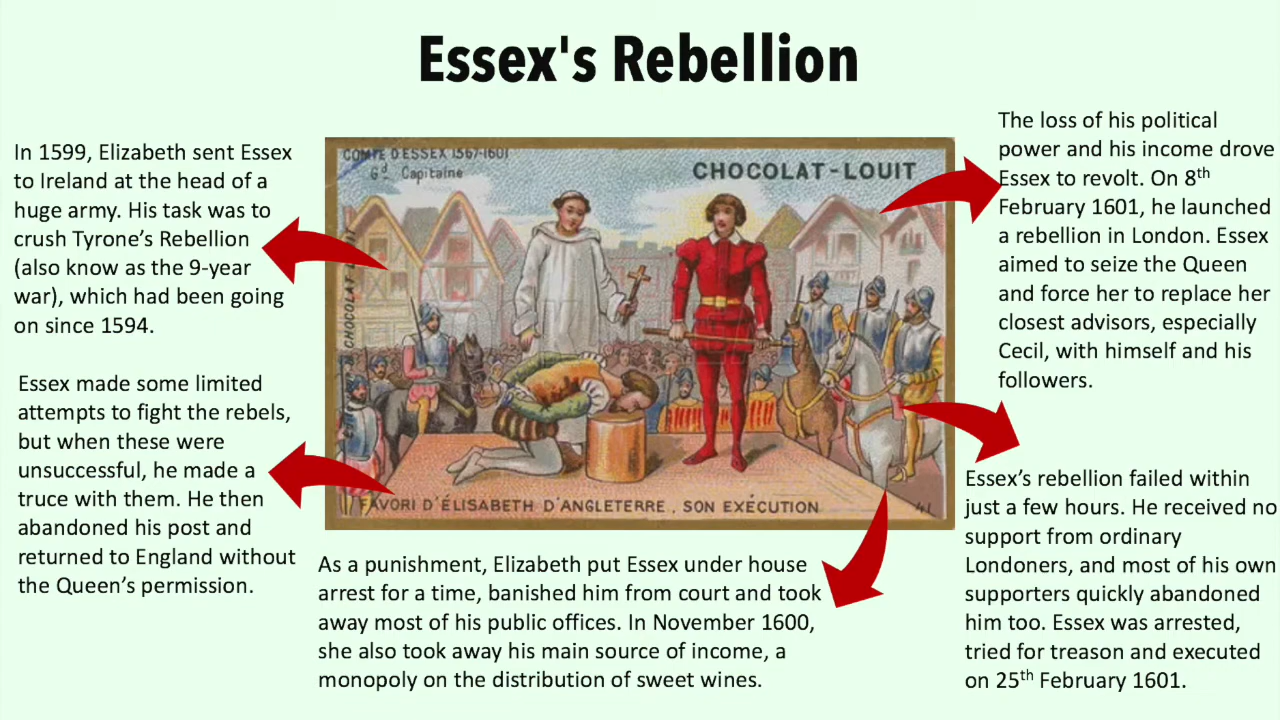 Essex's Rebellion
In 1599, Elizabeth sent Essex
to Ireland at the head of a
huge army. His task was to
crush Tyrone's Rebellion
(also know as the 9-year
war), which had been going
on since 1594.
Essex made some limited
attempts to fight the rebels,
but when these were
unsuccessful, he made a
truce with them. He then
abandoned his post and
returned to England without
the Queen's permission.
COMTE D'ESSEX 1567-1601
Gd Capitaine
CHOCOLAT-LOUIT
CHOCOLAT
FAVORI D'ÉLISABETH D'ANGLETERRE, SON EXÉCUTION
41
As a punishment, Elizabeth put Essex under house
arrest for a time, banished him from court and took
away most of his public offices. In November 1600,
she also took away his main source of income, a
monopoly on the distribution of sweet wines.
The loss of his political
power and his income drove
Essex to revolt. On 8th
February 1601, he launched
a rebellion in London. Essex
aimed to seize the Queen
and force her to replace her
closest advisors, especially
Cecil, with himself and his
followers.
Essex's rebellion failed within
just a few hours. He received no
support from ordinary
Londoners, and most of his own
supporters quickly abandoned
him too. Essex was arrested,
tried for treason and executed
on 25th February 1601.